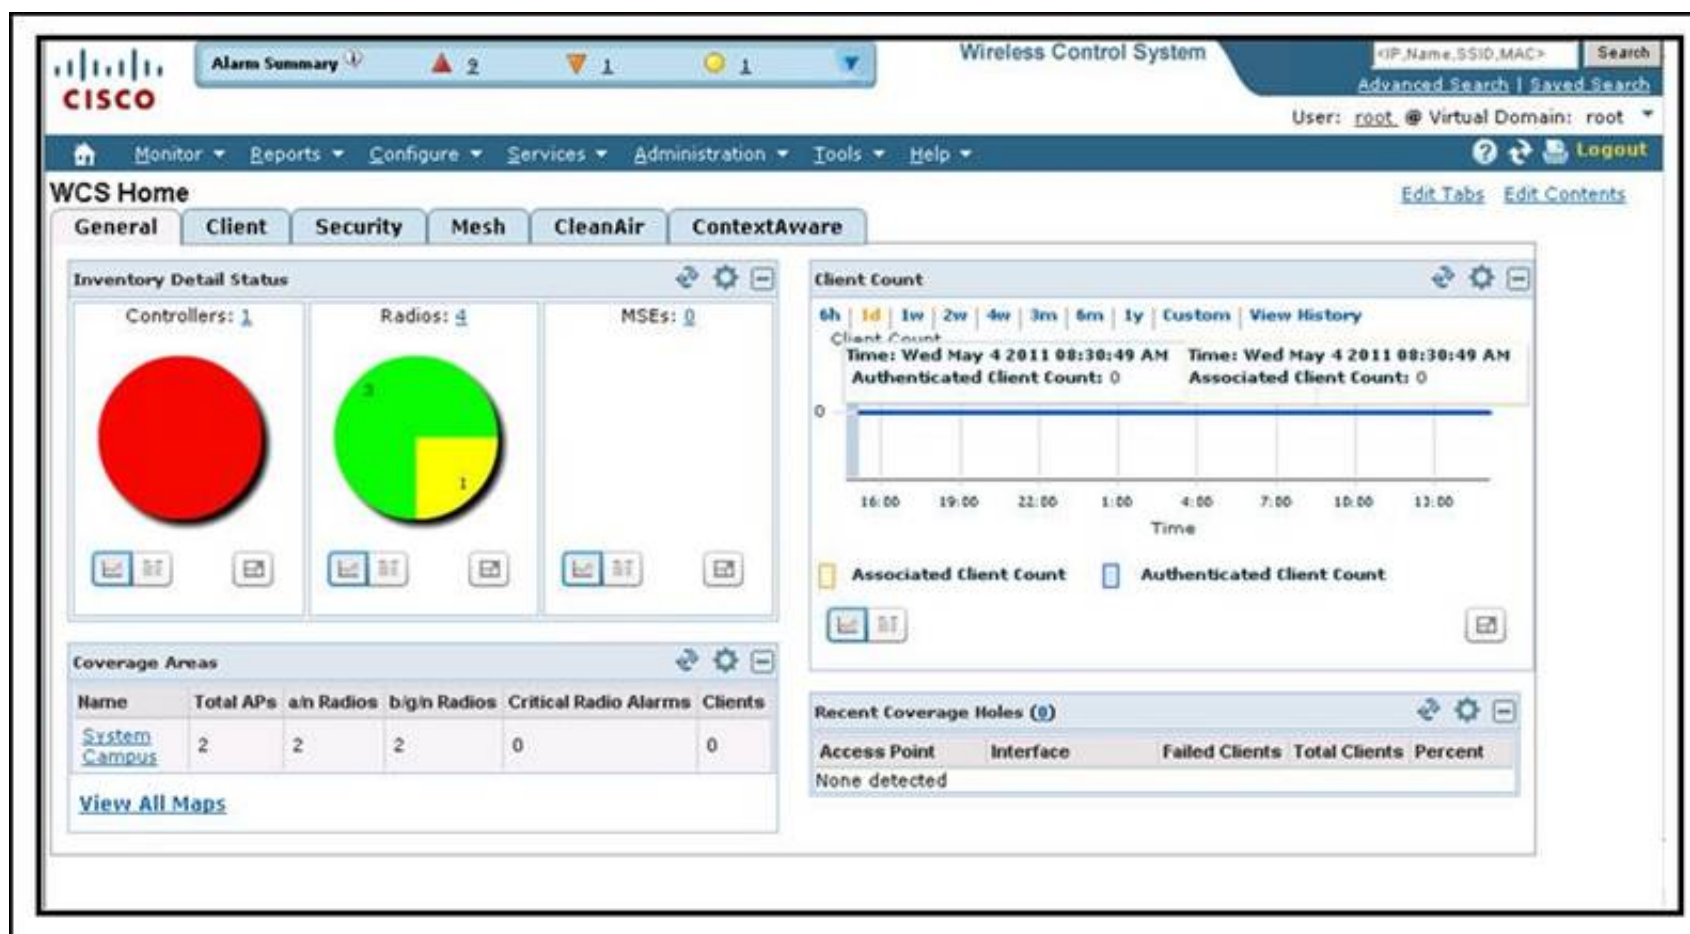 Alarm Summary 9 1 1
Wireless Control System
<IP,Name,SSID,MAC> Search
Advanced Search | Saved Search
CISCO
User: root @ Virtual Domain: root
Monitor Reports Configure Services Administration Tools Help
Logout
WCS Home
Edit Tabs Edit Contents
General Client Security Mesh CleanAir ContextAware
Inventory Detail Status
Controllers: 1 Radios: 4 MSEs: 0
3
1
Client Count
6h | 1d | 1w | 2w | 4w | 3m | 6m | 1y | Custom | View History
Client Count
Time: Wed May 4 2011 08:30:49 AM Time: Wed May 4 2011 08:30:49 AM
Authenticated Client Count: 0 Associated Client Count: 0
0
16:00 19:00 22:00 1:00 4:00 7:00 10:00 13:00
Time
Associated Client Count Authenticated Client Count
Coverage Areas
Name Total APs a/n Radios b/g/n Radios Critical Radio Alarms Clients
System
Campus 2 2 2 0 0
View All Maps
Recent Coverage Holes (0)
Access Point Interface Failed Clients Total Clients Percent
None detected